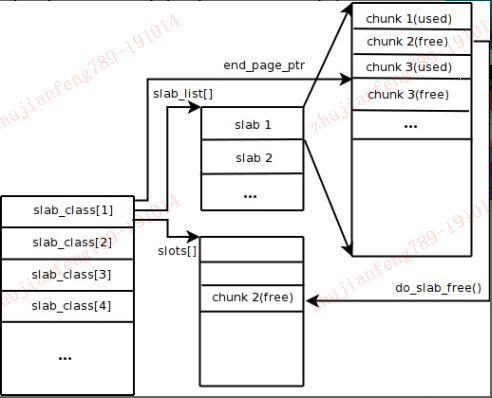 chunk 1(used)
chunk 2(free)
chunk 3(used)
chunk 3(free)
...
end_page_ptr
slab_list[]
slab 1
slab 2
...
slab_class[1]
slab_class[2]
slab_class[3]
slab_class[4]
...
slots[]
chunk 2(free)
do_slab_free()
zhujianfeng789-191014
zhujianfeng789-191014
zhujianfeng789-191014
zhujianfeng789-191014